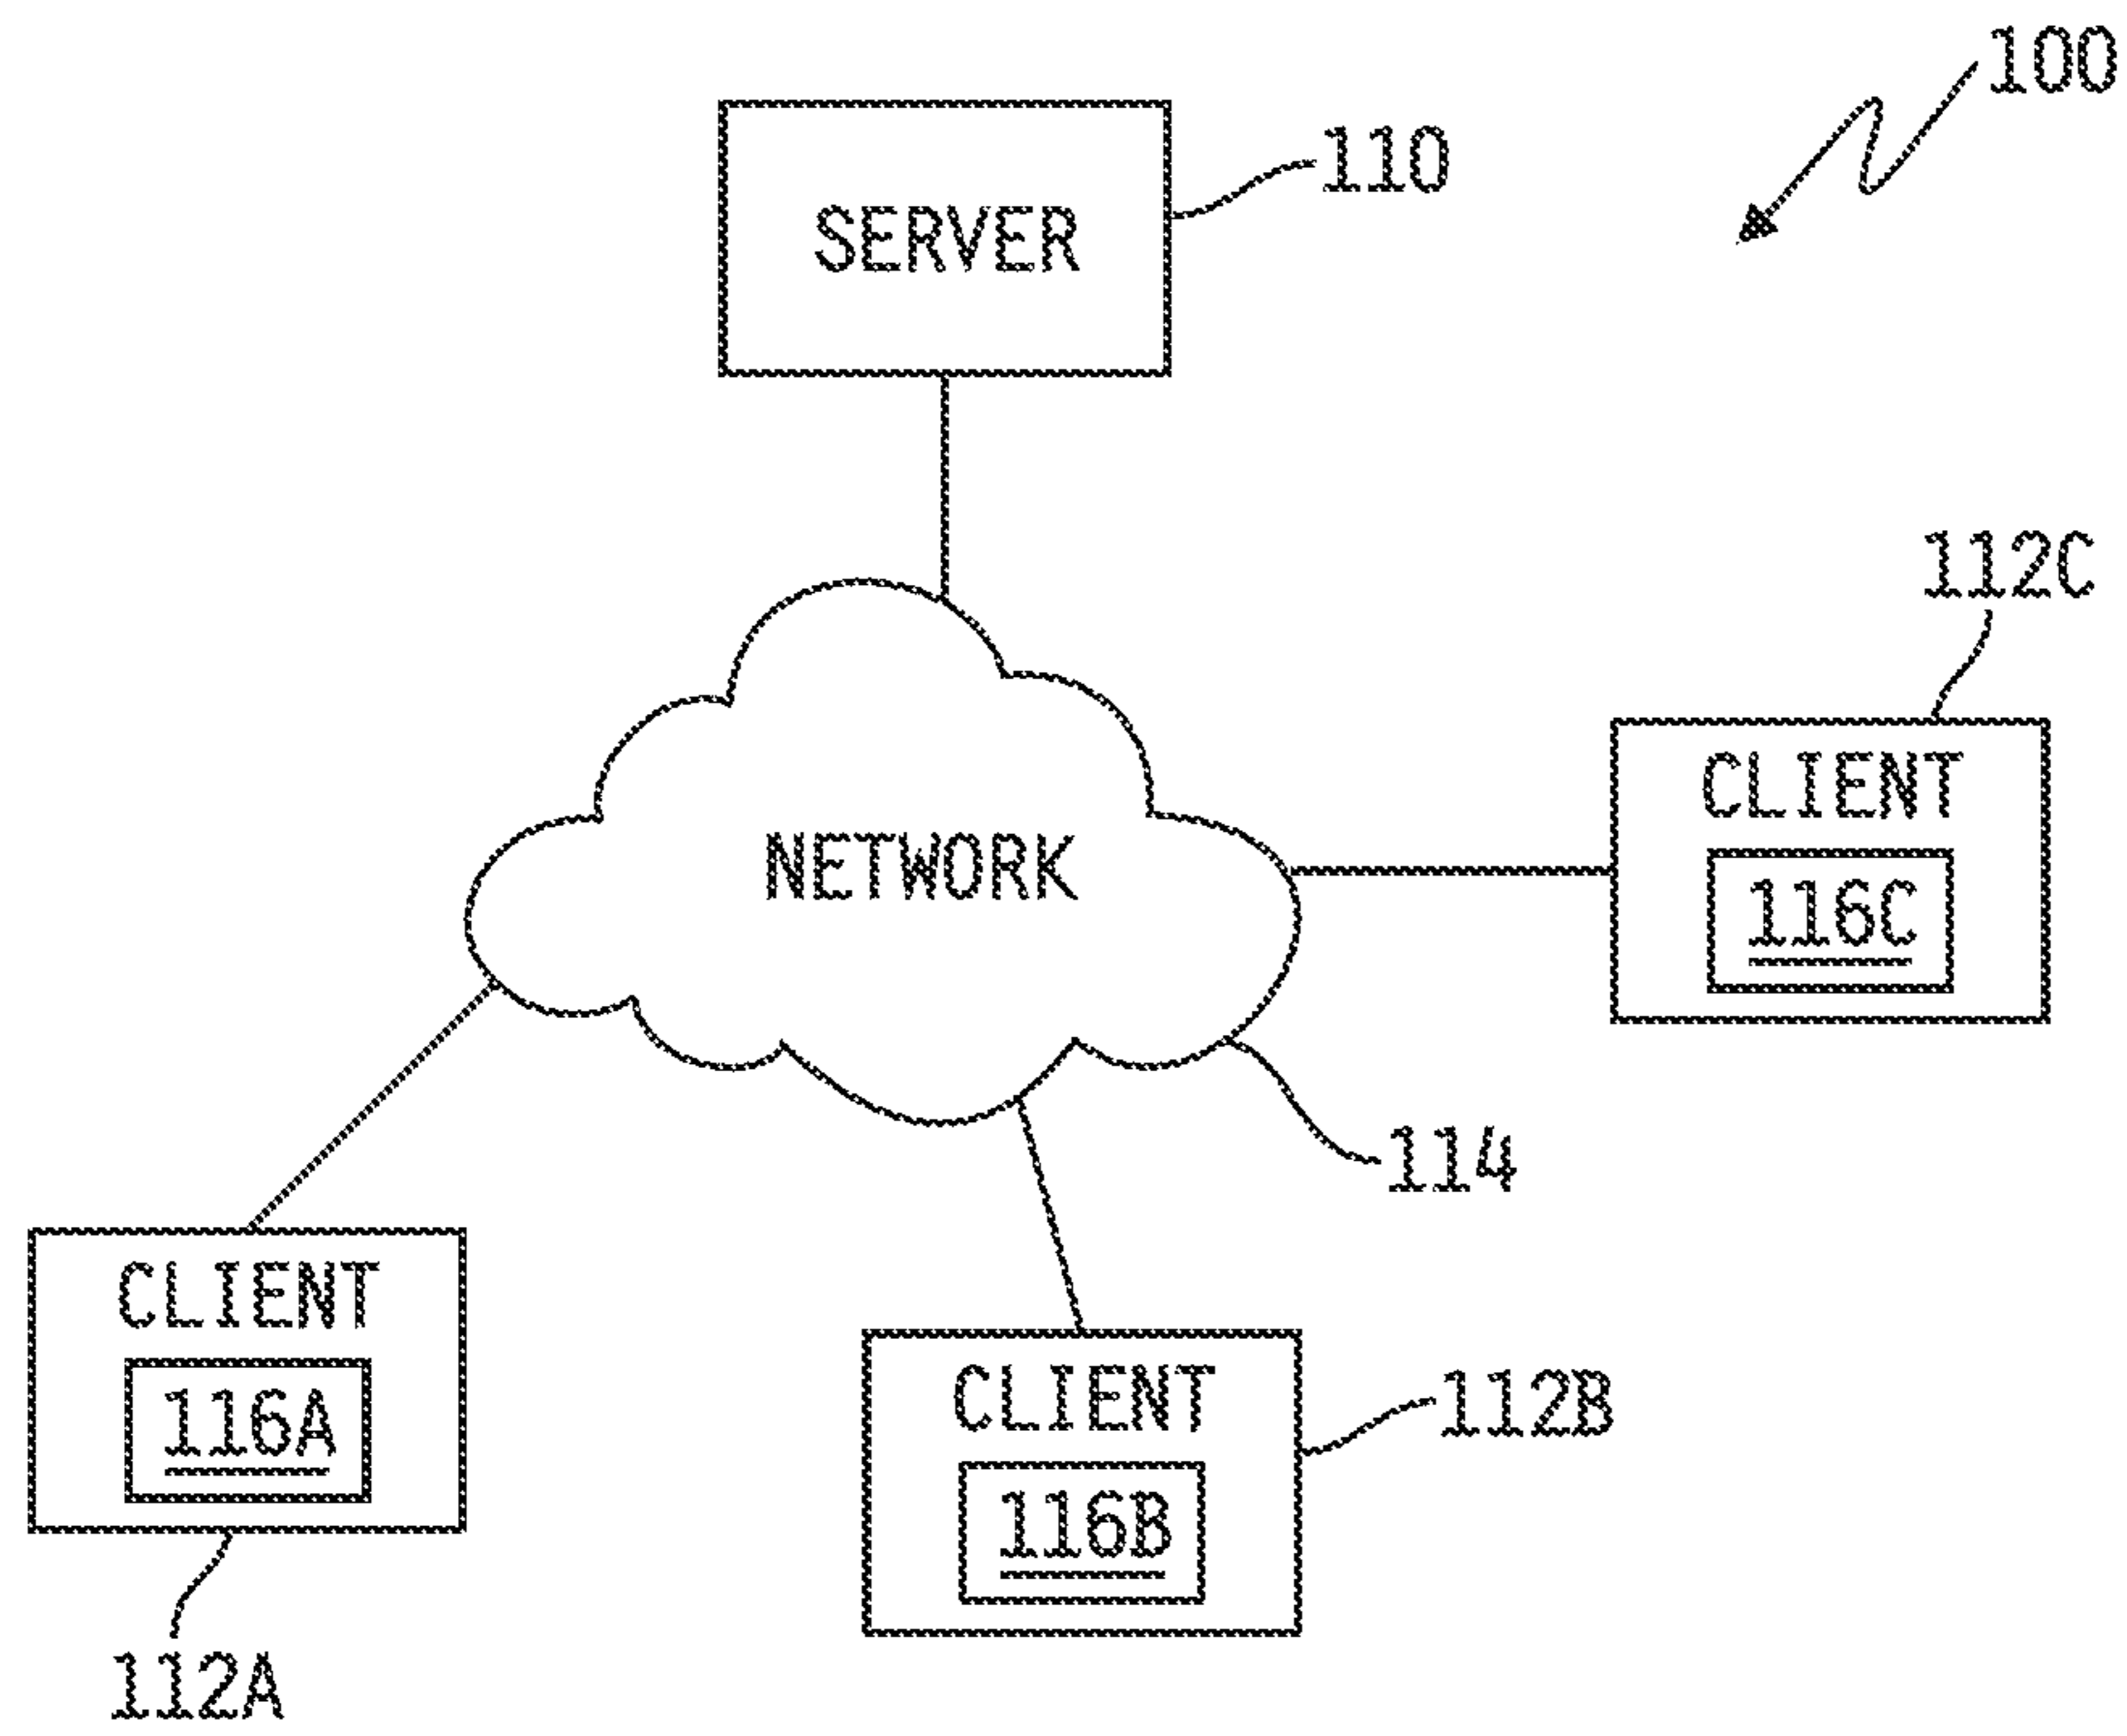 100
110
SERVER
112C
CLIENT
NETWORK
116C
114
CLIENT
116A
CLIENT
112B
116B
112A